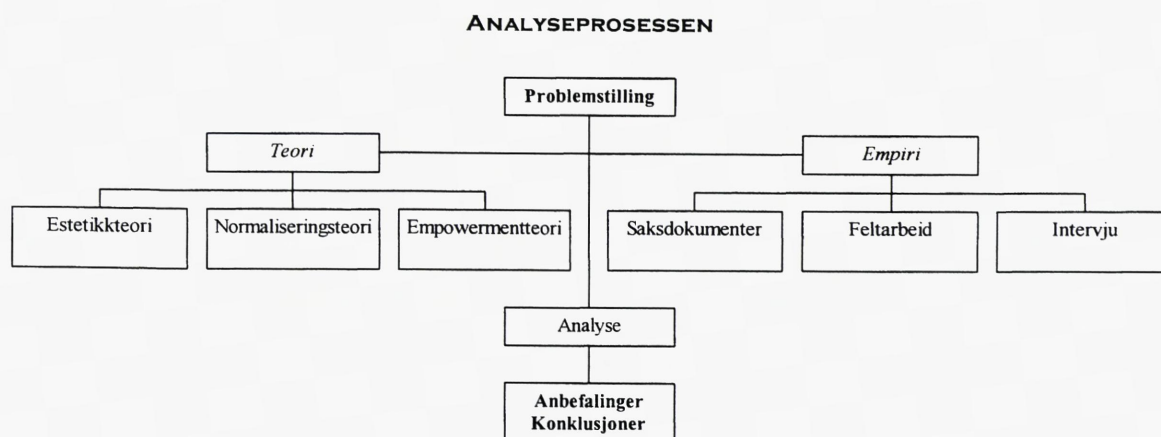 ANALYSEPROSESSEN
Problemstilling
Teori
Empiri
Estetikkteori
Normaliseringsteori
Empowermentteori
Saksdokumenter
Feltarbeid
Intervju
Analyse
Anbefalinger
Konklusjoner